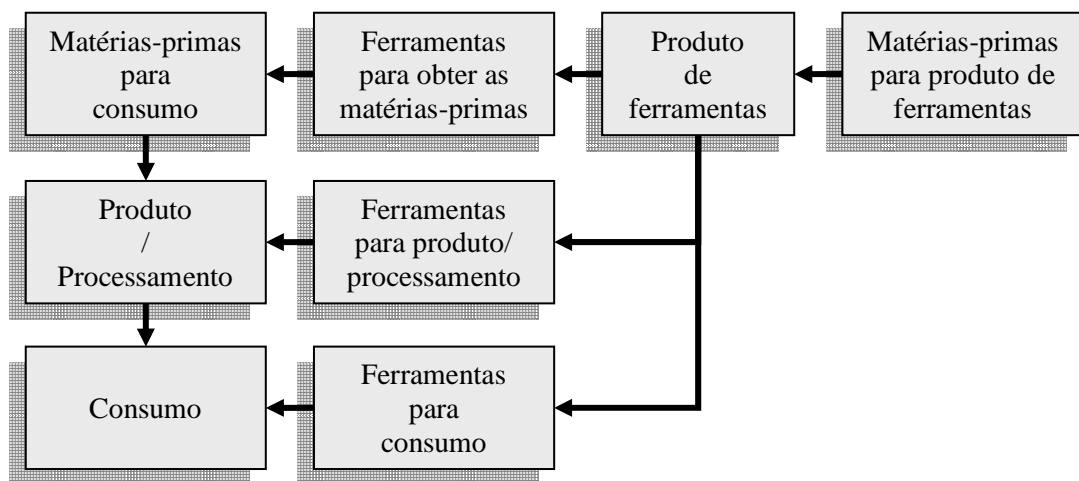 Matérias-primas
para
consumo
Ferramentas
para obter as
matérias-primas
Produto
de
ferramentas
Matérias-primas
para produto de
ferramentas
Produto
/
Processamento
Ferramentas
para produto/
processamento
Consumo
Ferramentas
para
consumo